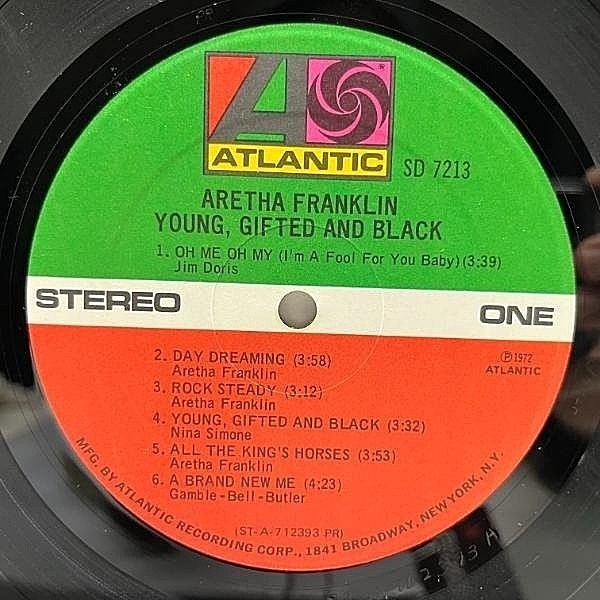 ATLANTIC
SD 7213
ARETHA FRANKLIN
YOUNG, GIFTED AND BLACK
1. OH ME OH MY (I'm A Fool For You Baby) (3:39)
Jim Doris
STEREO
ONE
2. DAY DREAMING (3:58)
Aretha Franklin
3. ROCK STEADY (3:12)
Aretha Franklin
4. YOUNG, GIFTED AND BLACK (3:32)
Nina Simone
5. ALL THE KING'S HORSES (3:53)
Aretha Franklin
6. A BRAND NEW ME (4:23)
Gamble-Bell-Butler
℗1972
ATLANTIC
(ST-A-712393 PR)
MFG. BY ATLANTIC RECORDING CORP., 1841 BROADWAY, NEW YORK, N.Y.